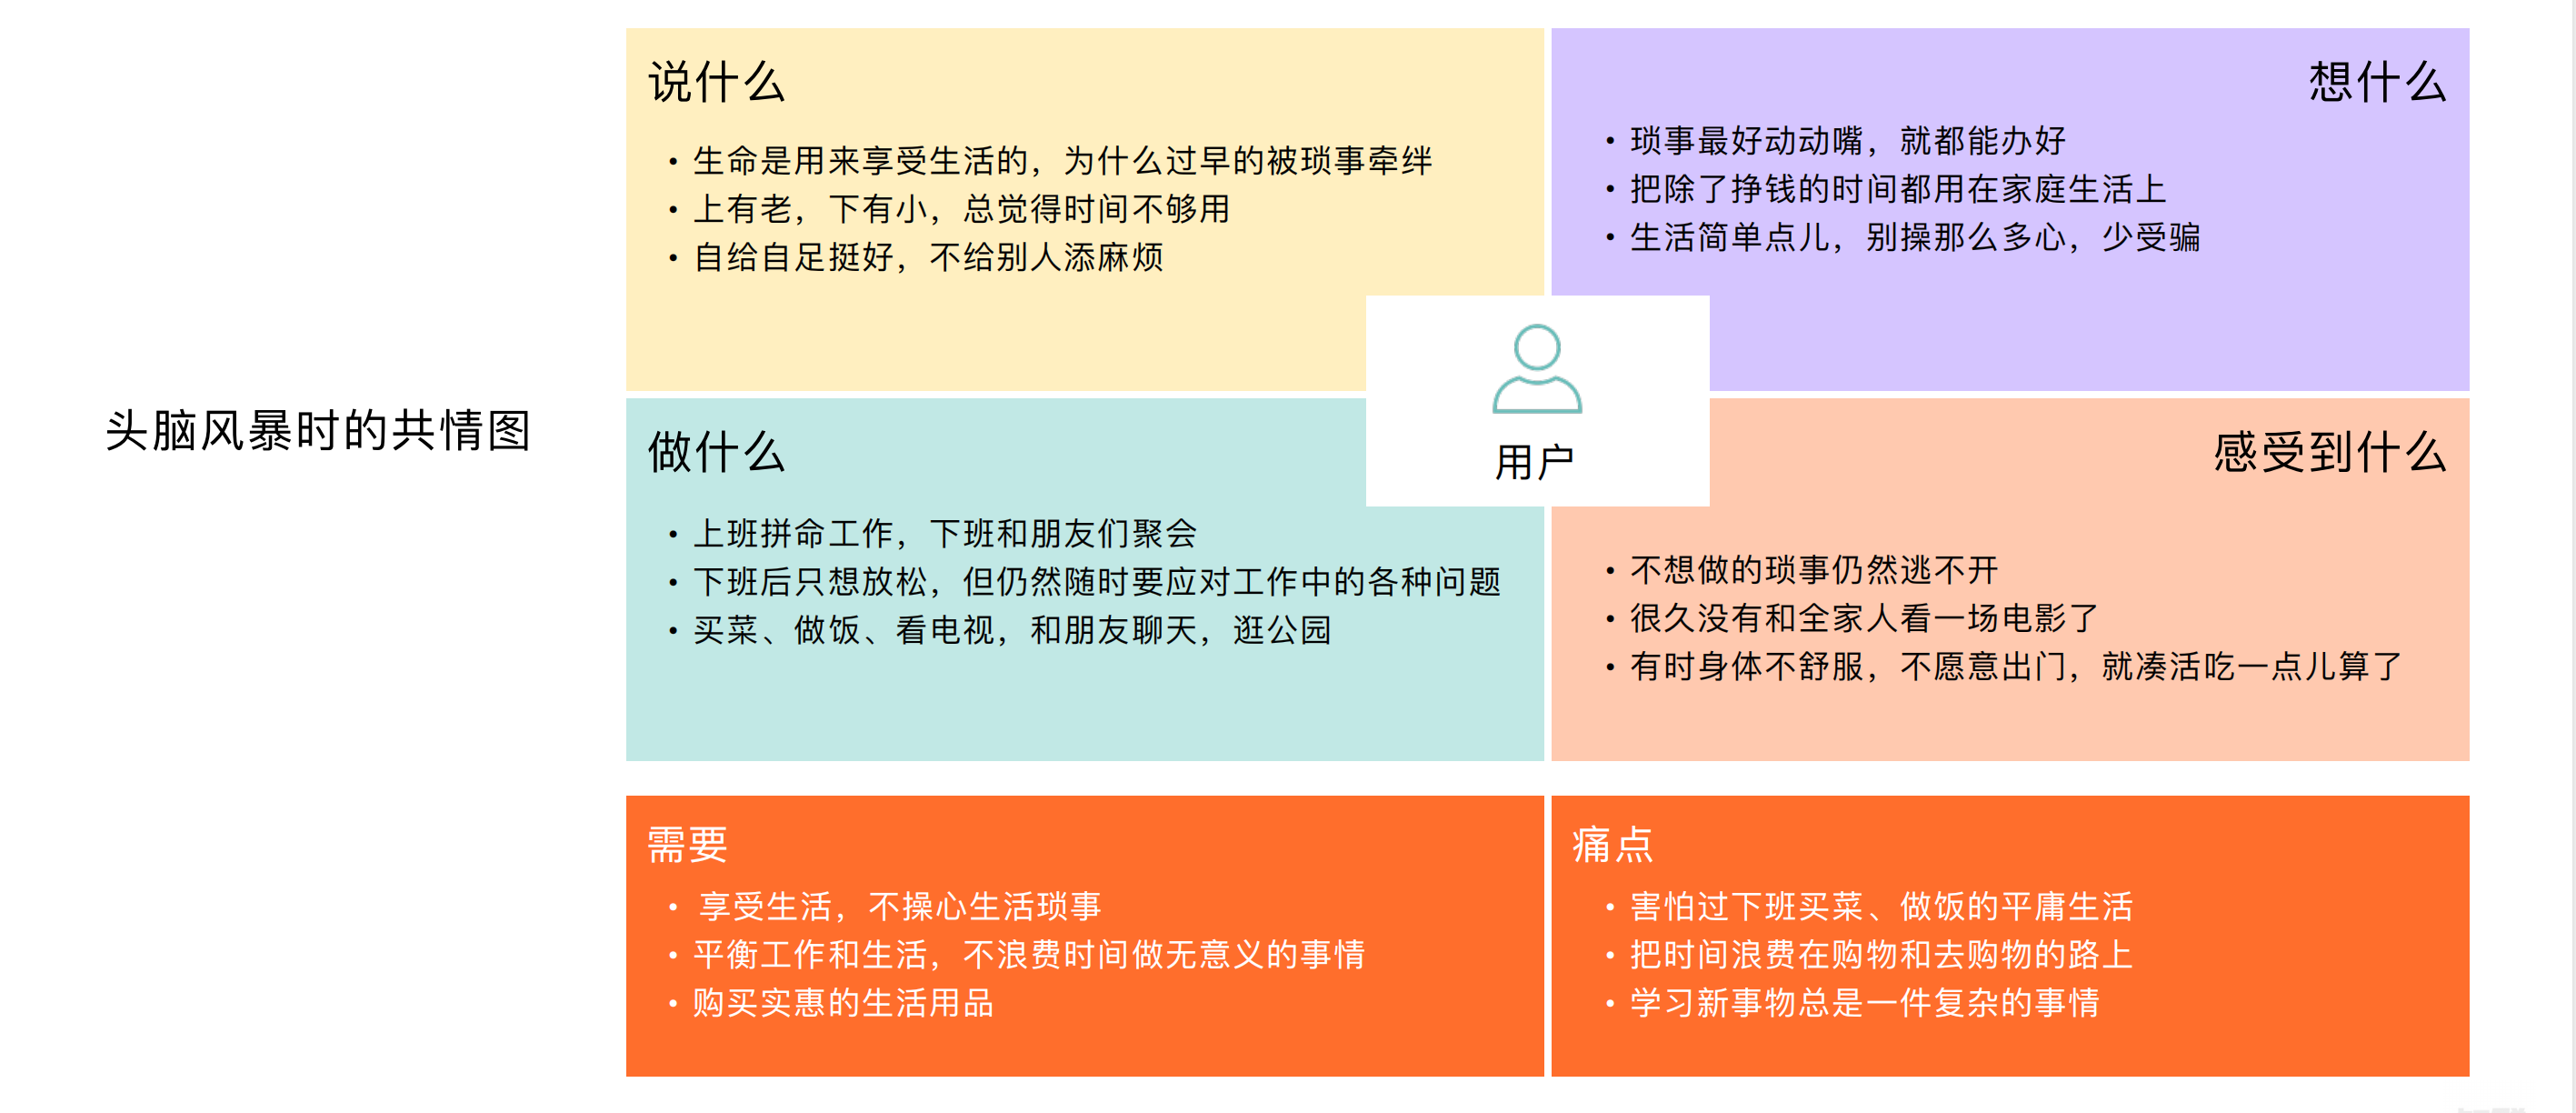 头脑风暴时的共情图
说什么
• 生命是用来享受生活的，为什么过早的被琐事牵绊
• 上有老，下有小，总觉得时间不够用
• 自给自足挺好，不给别人添麻烦
想什么
• 琐事最好动动嘴，就都能办好
• 把除了挣钱的时间都用在家庭生活上
• 生活简单点儿，别操那么多心，少受骗
用户
做什么
• 上班拼命工作，下班和朋友们聚会
• 下班后只想放松，但仍然随时要应对工作中的各种问题
• 买菜、做饭、看电视，和朋友聊天，逛公园
感受到什么
• 不想做的琐事仍然逃不开
• 很久没有和全家人看一场电影了
• 有时身体不舒服，不愿意出门，就凑活吃一点儿算了
需要
• 享受生活，不操心生活琐事
• 平衡工作和生活，不浪费时间做无意义的事情
• 购买实惠的生活用品
痛点
• 害怕过下班买菜、做饭的平庸生活
• 把时间浪费在购物和去购物的路上
• 学习新事物总是一件复杂的事情